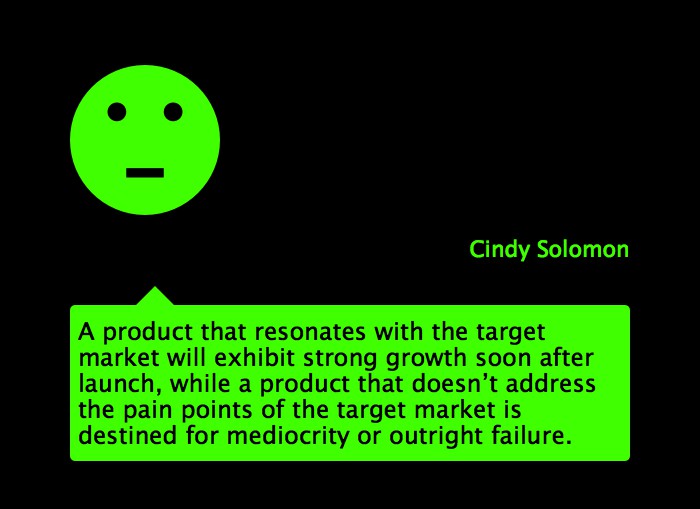 Cindy Solomon
A product that resonates with the target
market will exhibit strong growth soon after
launch, while a product that doesn’t address
the pain points of the target market is
destined for mediocrity or outright failure.